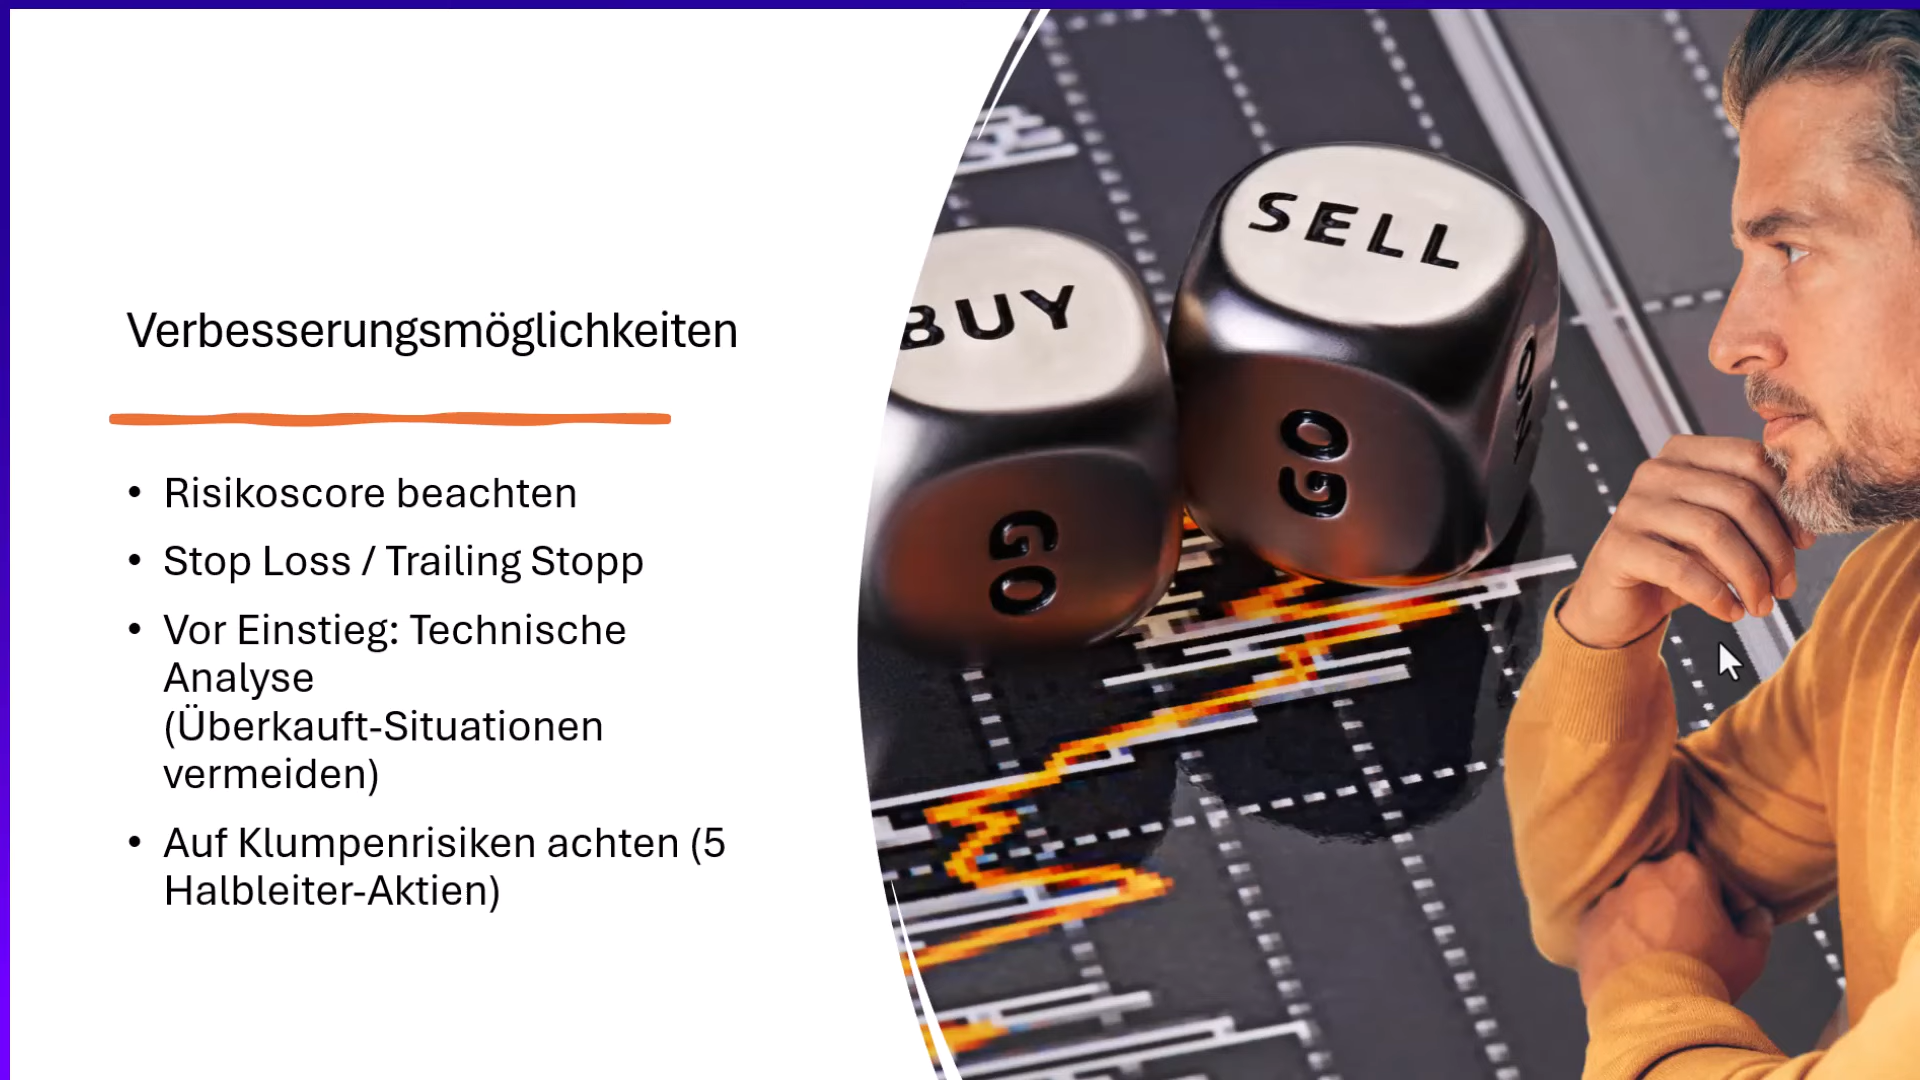 Verbesserungsmöglichkeiten
• Risikoscore beachten
• Stop Loss / Trailing Stopp
• Vor Einstieg: Technische
Analyse
(Überkauft-Situationen
vermeiden)
• Auf Klumpenrisiken achten (5
Halbleiter-Aktien)
BUY
SELL
GO
GO